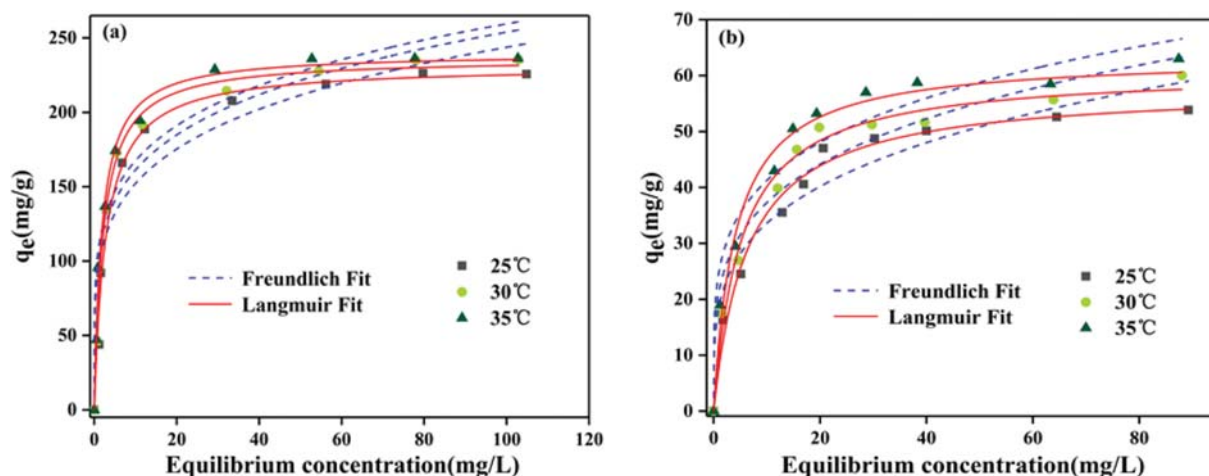 (a)
250
200
150
100
50
0
qe(mg/g)
Freundlich Fit
Langmuir Fit
25℃
30℃
35℃
0 20 40 60 80 100 120
Equilibrium concentration(mg/L)
(b)
70
60
50
40
30
20
10
0
qe(mg/g)
Freundlich Fit
Langmuir Fit
25℃
30℃
35℃
0 20 40 60 80
Equilibrium concentration(mg/L)